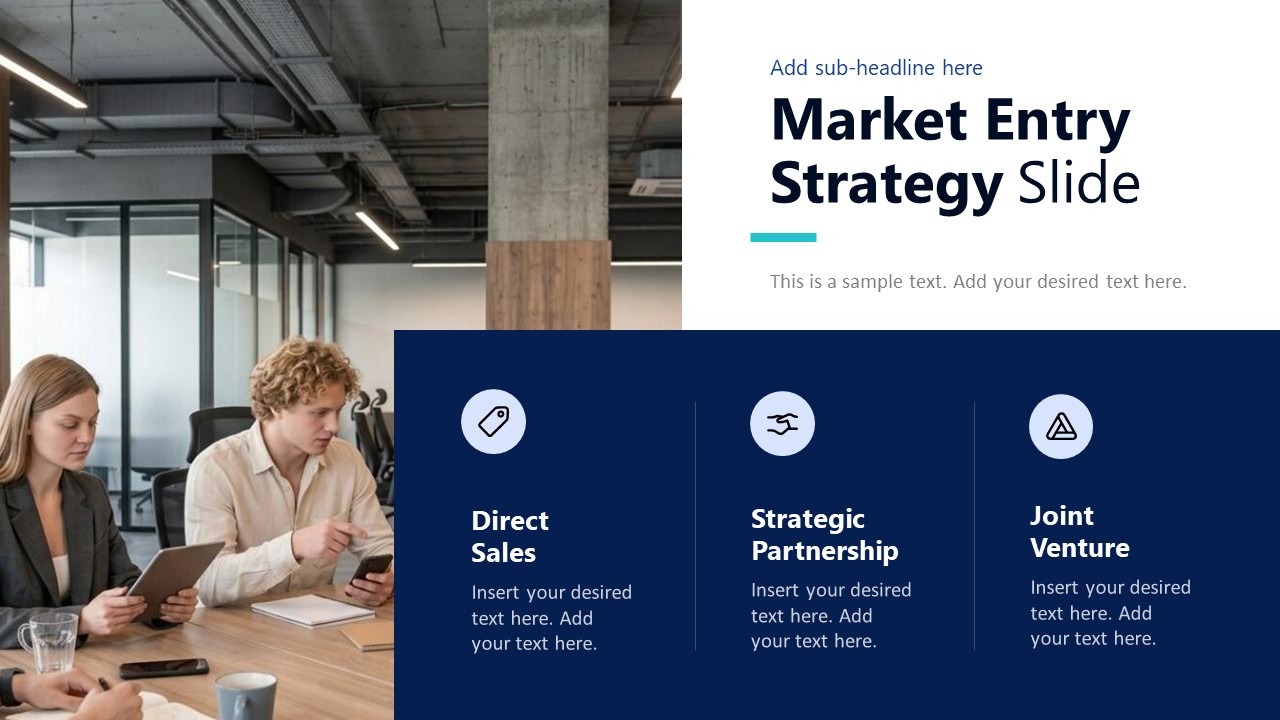 Add sub-headline here
Market Entry
Strategy Slide
This is a sample text. Add your desired text here.
Direct
Sales
Insert your desired
text here. Add
your text here.
Strategic
Partnership
Insert your desired
text here. Add
your text here.
Joint
Venture
Insert your desired
text here. Add
your text here.